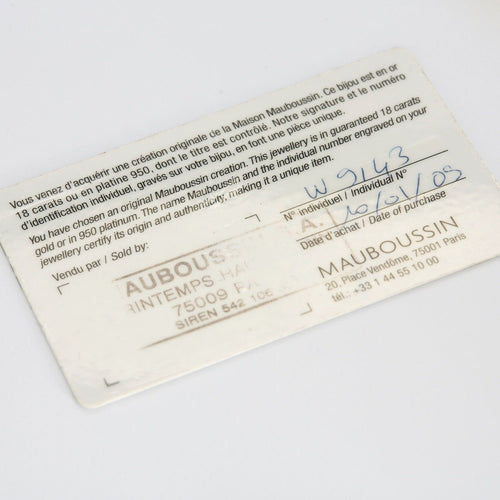 Vous venez d'acquérir une création originale de la Maison Mauboussin. Ce bijou est en or
18 carats ou en platine 950, dont le titre est contrôlé. Notre signature et le numéro
d'identification individuel, gravés sur votre bijou, en font une pièce unique.
You have chosen an original Mauboussin creation. This jewellery is in guaranteed 18 carats
gold or in 950 platinum. The name Mauboussin and the individual number engraved on your
jewellery certify its origin and authenticity, making it a unique item.
Vendu par / Sold by:
AUBOUSSIN
RINTEMPS HA
75009 PA
SIREN 542 106
W 9143
N° individuel / Individual N°
A. 10/01/09
Date d'achat / Date of purchase
MAUBOUSSIN
20, Place Vendôme, 75001 Paris
tél.: +33 1 44 55 10 00